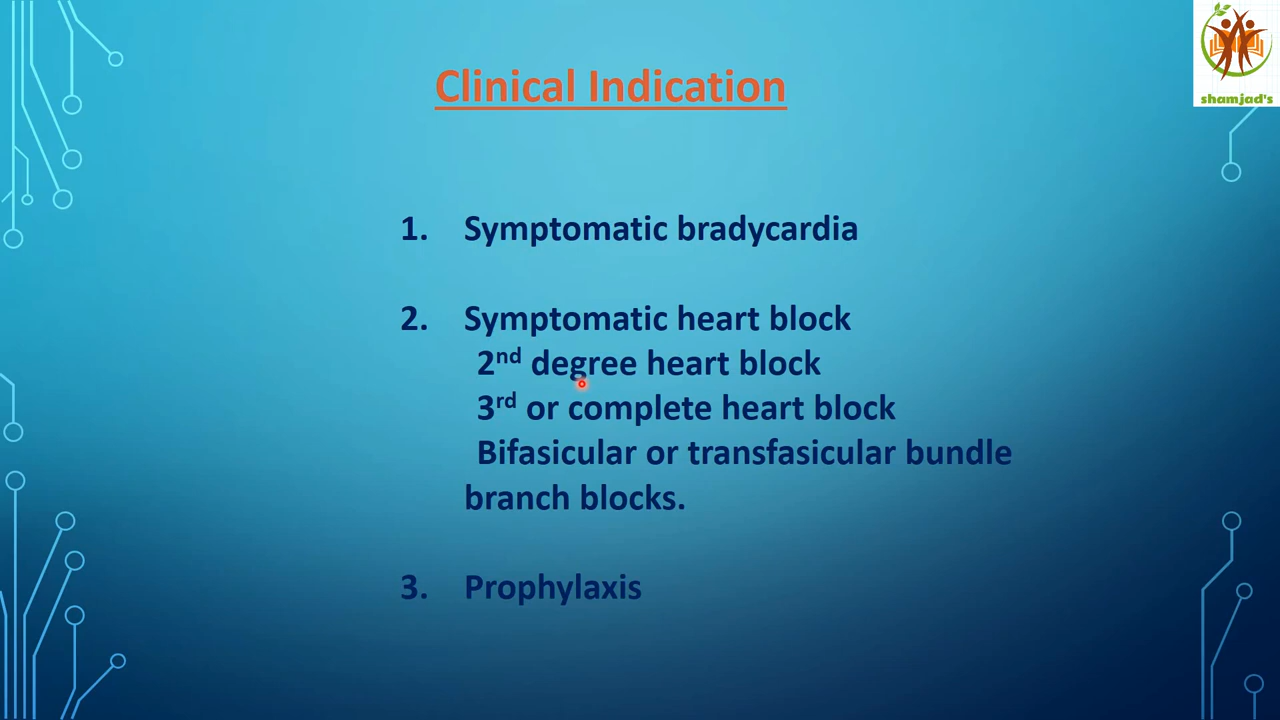 shamjad's
Clinical Indication
1. Symptomatic bradycardia
2. Symptomatic heart block
2nd degree heart block
3rd or complete heart block
Bifasicular or transfasicular bundle
branch blocks.
3. Prophylaxis